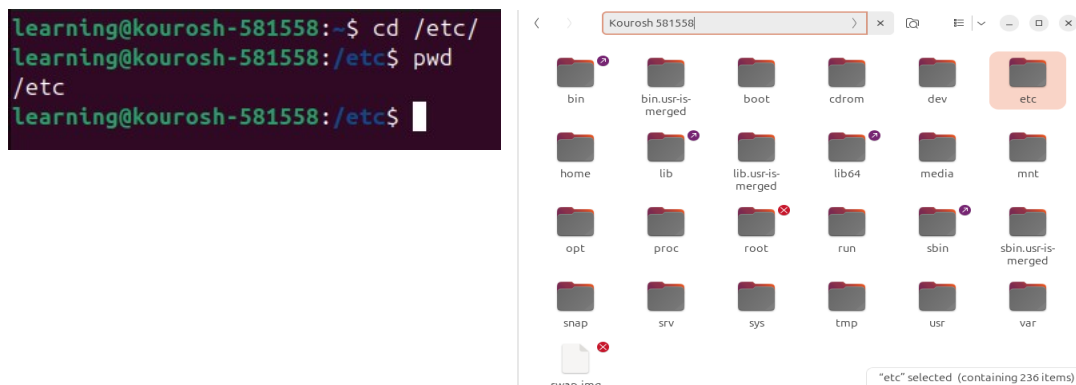 learning@kourosh-581558:~$ cd /etc/
learning@kourosh-581558:/etc$ pwd
/etc
learning@kourosh-581558:/etc$
Kourosh 581558
bin
bin.usr-is-
merged
boot
cdrom
dev
etc
home
lib
lib.usr-is-
merged
lib64
media
mnt
opt
proc
root
run
sbin
sbin.usr-is-
merged
snap
srv
sys
tmp
usr
var
swap.img
"etc" selected (containing 236 items)